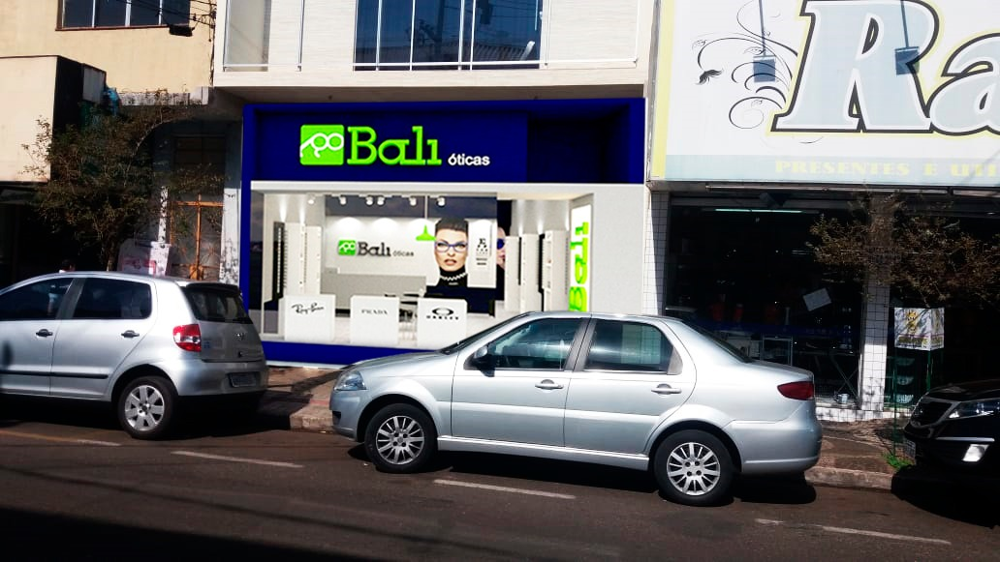 Bali óticas
Ra
PRESENTES E UTI
Bali óticas
Ray-Ban
PRADA
OAKLEY
Bali